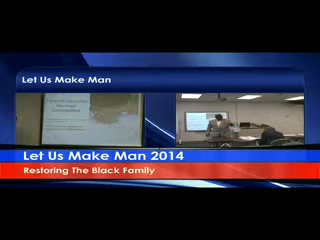 Let Us Make Man
Let Us Make Man 2014
Restoring The Black Family